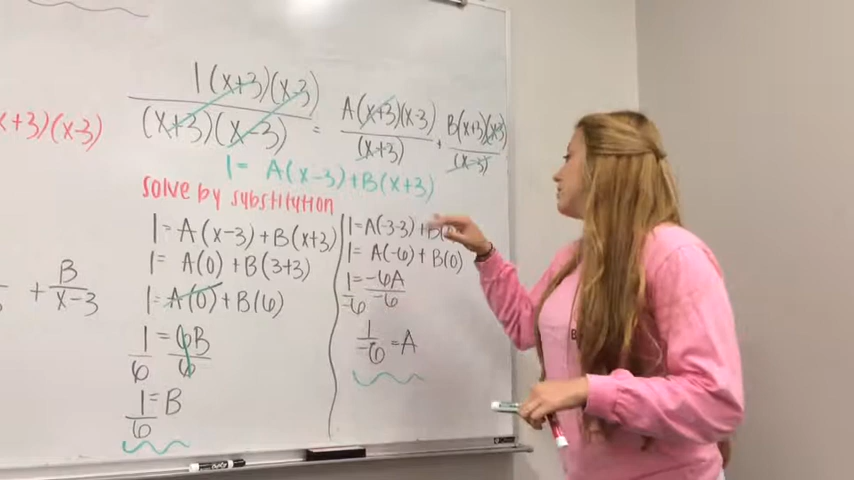 1(x+3)(x-3) / (x+3)(x-3) = A(x+3)(x-3) / (x+3) + B(x+3)(x-3) / (x-3)
x+3)(x-3)
1= A(x-3)+B(x+3)
SOLVE by substitution
1=A(x-3)+B(x+3)
1= A(0)+B(3+3)
1=A(0)+B(6)
1/6=6B/6
1/6=B
1=A(-3-3)+B(
1= A(-6)+B(0)
1/-6=-6A/-6
1/-6=A
+ B/x-3